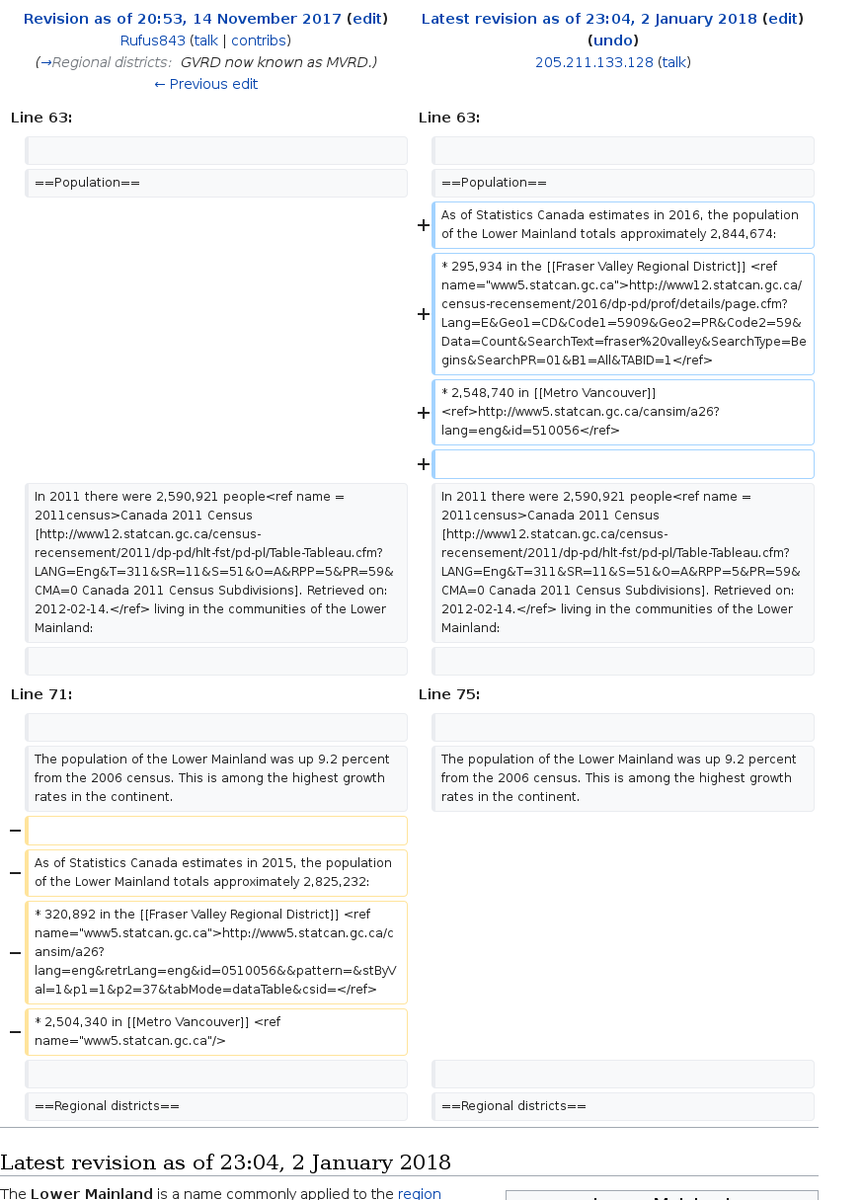 Revision as of 20:53, 14 November 2017 (edit)
Rufus843 (talk | contribs)
(→Regional districts: GVRD now known as MVRD.)
← Previous edit
Latest revision as of 23:04, 2 January 2018 (edit)
(undo)
205.211.133.128 (talk)
Line 63:
Line 63:
==Population==
==Population==
+
As of Statistics Canada estimates in 2016, the population
of the Lower Mainland totals approximately 2,844,674:
+
* 295,934 in the [[Fraser Valley Regional District]] <ref
name="www5.statcan.gc.ca">http://www12.statcan.gc.ca/
census-recensement/2016/dp-pd/prof/details/page.cfm?
Lang=E&Geo1=CD&Code1=5909&Geo2=PR&Code2=59&
Data=Count&SearchText=fraser%20valley&SearchType=Be
gins&SearchPR=01&B1=All&TABID=1</ref>
+
* 2,548,740 in [[Metro Vancouver]]
<ref>http://www5.statcan.gc.ca/cansim/a26?
lang=eng&id=510056</ref>
+
In 2011 there were 2,590,921 people<ref name =
2011census>Canada 2011 Census
[http://www12.statcan.gc.ca/census-
recensement/2011/dp-pd/hlt-fst/pd-pl/Table-Tableau.cfm?
LANG=Eng&T=311&SR=11&S=51&O=A&RPP=5&PR=59&
CMA=0 Canada 2011 Census Subdivisions]. Retrieved on:
2012-02-14.</ref> living in the communities of the Lower
Mainland:
In 2011 there were 2,590,921 people<ref name =
2011census>Canada 2011 Census
[http://www12.statcan.gc.ca/census-
recensement/2011/dp-pd/hlt-fst/pd-pl/Table-Tableau.cfm?
LANG=Eng&T=311&SR=11&S=51&O=A&RPP=5&PR=59&
CMA=0 Canada 2011 Census Subdivisions]. Retrieved on:
2012-02-14.</ref> living in the communities of the Lower
Mainland:
Line 71:
Line 75:
The population of the Lower Mainland was up 9.2 percent
from the 2006 census. This is among the highest growth
rates in the continent.
The population of the Lower Mainland was up 9.2 percent
from the 2006 census. This is among the highest growth
rates in the continent.
−
−
As of Statistics Canada estimates in 2015, the population
of the Lower Mainland totals approximately 2,825,232:
−
* 320,892 in the [[Fraser Valley Regional District]] <ref
name="www5.statcan.gc.ca">http://www5.statcan.gc.ca/c
ansim/a26?
lang=eng&retrLang=eng&id=0510056&&pattern=&stByV
al=1&p1=1&p2=37&tabMode=dataTable&csid=</ref>
−
* 2,504,340 in [[Metro Vancouver]] <ref
name="www5.statcan.gc.ca"/>
==Regional districts==
==Regional districts==
Latest revision as of 23:04, 2 January 2018
The Lower Mainland is a name commonly applied to the region